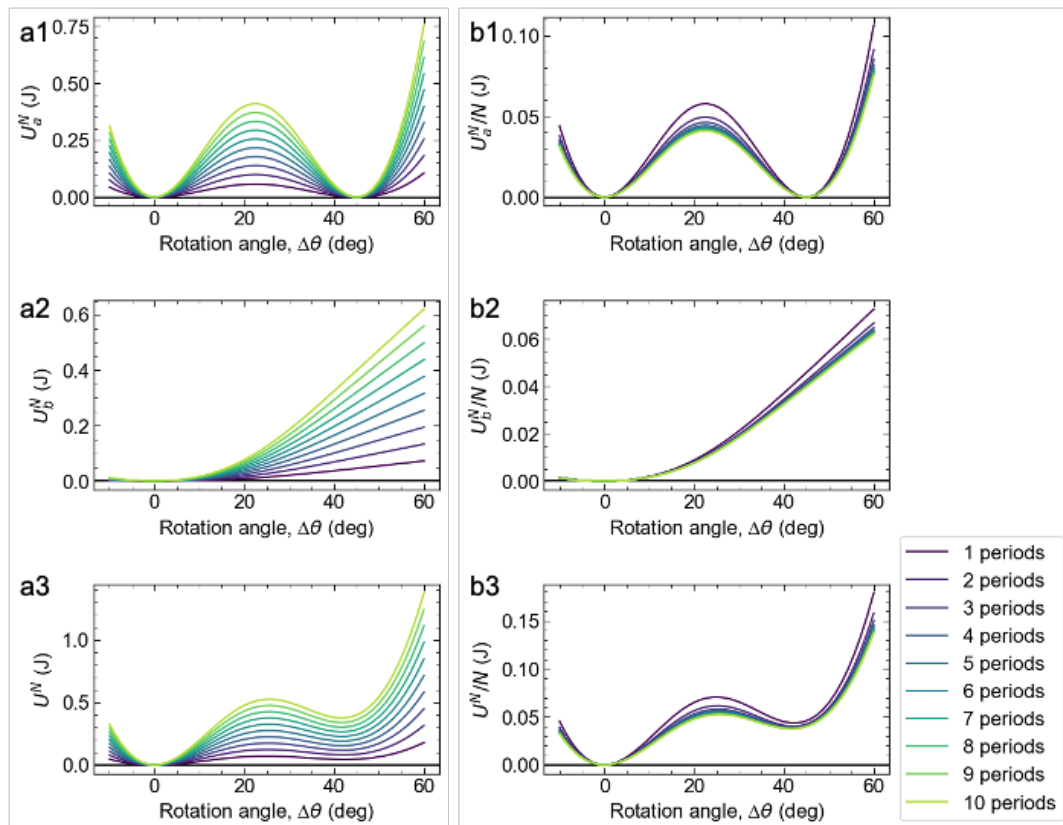 a1
0.75
0.50
0.25
0.00
U_a^N (J)
0 20 40 60
Rotation angle, Δθ (deg)
b1
0.10
0.05
0.00
U_a^N/N (J)
0 20 40 60
Rotation angle, Δθ (deg)
a2
0.6
0.4
0.2
0.0
U_b^N (J)
0 20 40 60
Rotation angle, Δθ (deg)
b2
0.06
0.04
0.02
0.00
U_b^N/N (J)
0 20 40 60
Rotation angle, Δθ (deg)
a3
1.0
0.5
0.0
U^N (J)
0 20 40 60
Rotation angle, Δθ (deg)
b3
0.15
0.10
0.05
0.00
U^N/N (J)
0 20 40 60
Rotation angle, Δθ (deg)
1 periods
2 periods
3 periods
4 periods
5 periods
6 periods
7 periods
8 periods
9 periods
10 periods